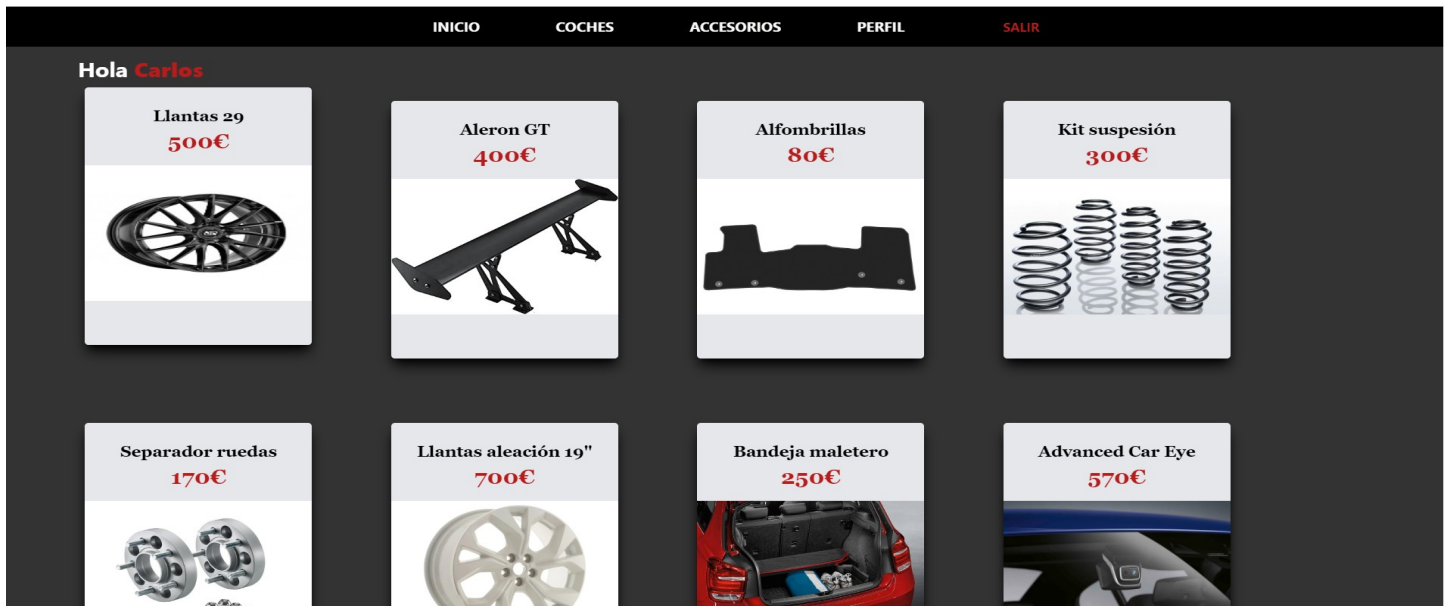 INICIO COCHES ACCESORIOS PERFIL SALIR
Hola Carlos
Llantas 29
500€
Aleron GT
400€
Alfombrillas
80€
Kit suspesión
300€
Separador ruedas
170€
Llantas aleación 19"
700€
Bandeja maletero
250€
Advanced Car Eye
570€